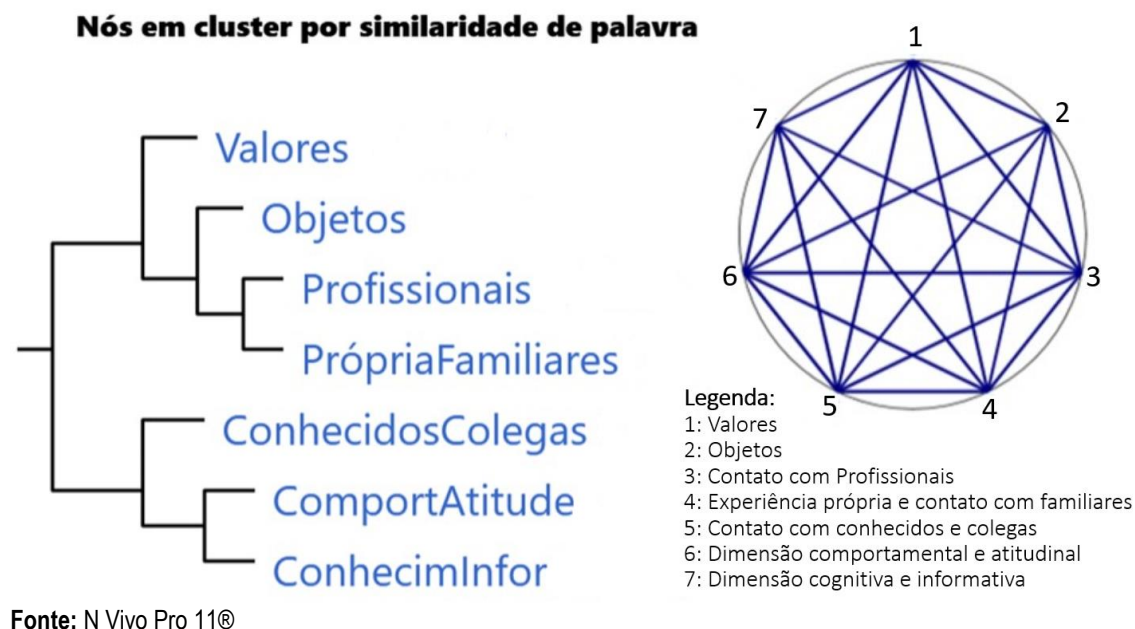 Nós em cluster por similaridade de palavra
Valores
Objetos
Profissionais
PrópriaFamiliares
ConhecidosColegas
ComportAtitude
ConhecimInfor
1
2
3
4
5
6
7
Legenda:
1: Valores
2: Objetos
3: Contato com Profissionais
4: Experiência própria e contato com familiares
5: Contato com conhecidos e colegas
6: Dimensão comportamental e atitudinal
7: Dimensão cognitiva e informativa
Fonte: N Vivo Pro 11®